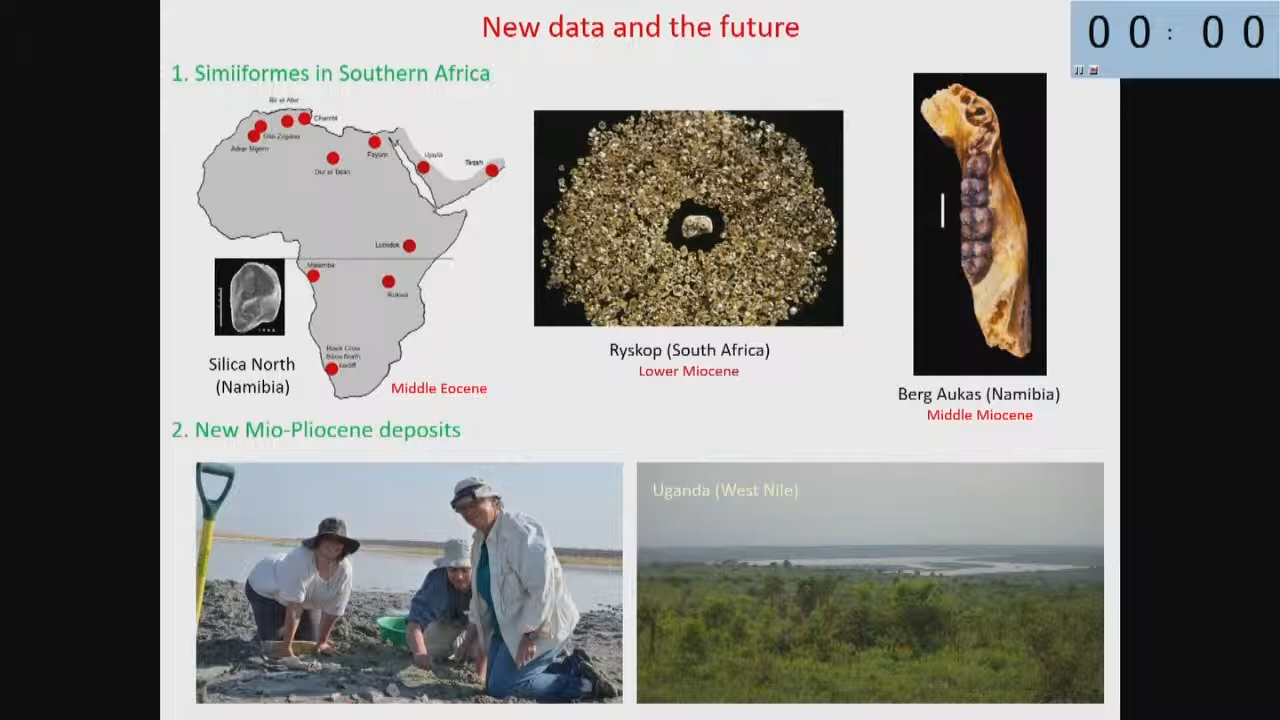 New data and the future
00:00
1. Simiiformes in Southern Africa
Bir el Ater
Chambi
Glib Zegdou
Adrar Mgorn
Fayum
Dur at Talah
Taqah
Lokhidok
Malembe
Rukwa
Black Crow
Silica North
Silica North
(Namibia)
Middle Eocene
Ryskop (South Africa)
Lower Miocene
Berg Aukas (Namibia)
Middle Miocene
2. New Mio-Pliocene deposits
Uganda (West Nile)